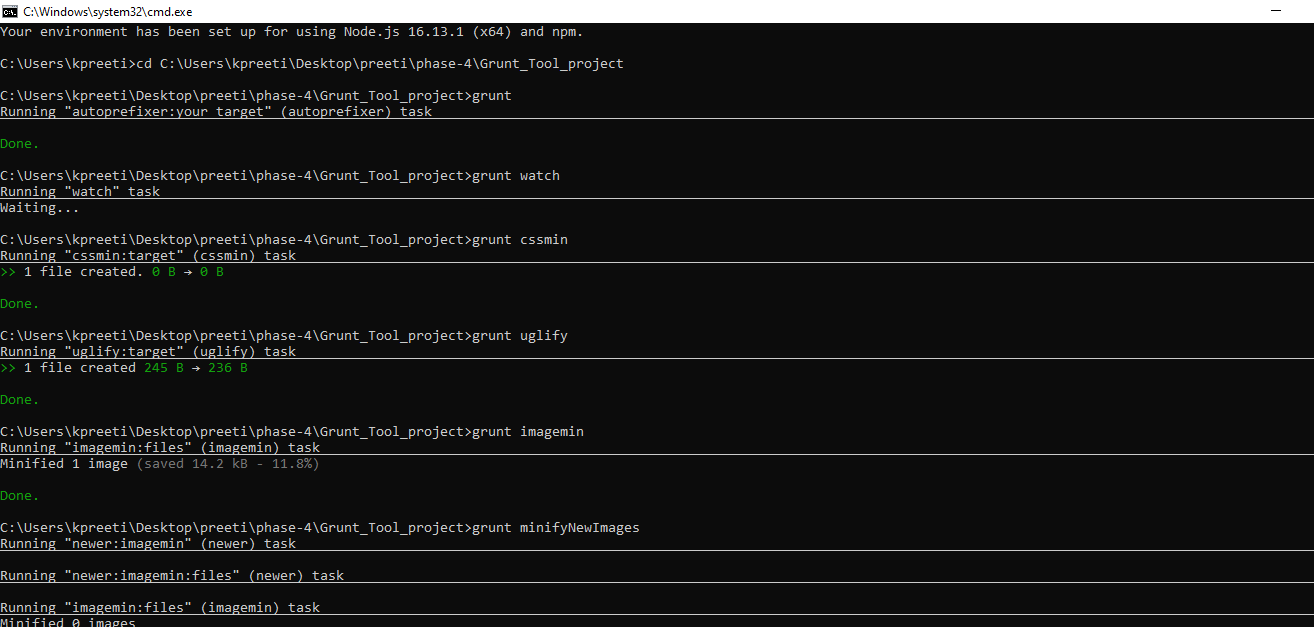 C:\Windows\system32\cmd.exe
Your environment has been set up for using Node.js 16.13.1 (x64) and npm.
C:\Users\kpreeti>cd C:\Users\kpreeti\Desktop\preeti\phase-4\Grunt_Tool_project
C:\Users\kpreeti\Desktop\preeti\phase-4\Grunt_Tool_project>grunt
Running "autoprefixer:your_target" (autoprefixer) task
Done.
C:\Users\kpreeti\Desktop\preeti\phase-4\Grunt_Tool_project>grunt watch
Running "watch" task
Waiting...
C:\Users\kpreeti\Desktop\preeti\phase-4\Grunt_Tool_project>grunt cssmin
Running "cssmin:target" (cssmin) task
>> 1 file created. 0 B → 0 B
Done.
C:\Users\kpreeti\Desktop\preeti\phase-4\Grunt_Tool_project>grunt uglify
Running "uglify:target" (uglify) task
>> 1 file created 245 B → 236 B
Done.
C:\Users\kpreeti\Desktop\preeti\phase-4\Grunt_Tool_project>grunt imagemin
Running "imagemin:files" (imagemin) task
Minified 1 image (saved 14.2 kB - 11.8%)
Done.
C:\Users\kpreeti\Desktop\preeti\phase-4\Grunt_Tool_project>grunt minifyNewImages
Running "newer:imagemin" (newer) task
Running "newer:imagemin:files" (newer) task
Running "imagemin:files" (imagemin) task
Minified 0 images